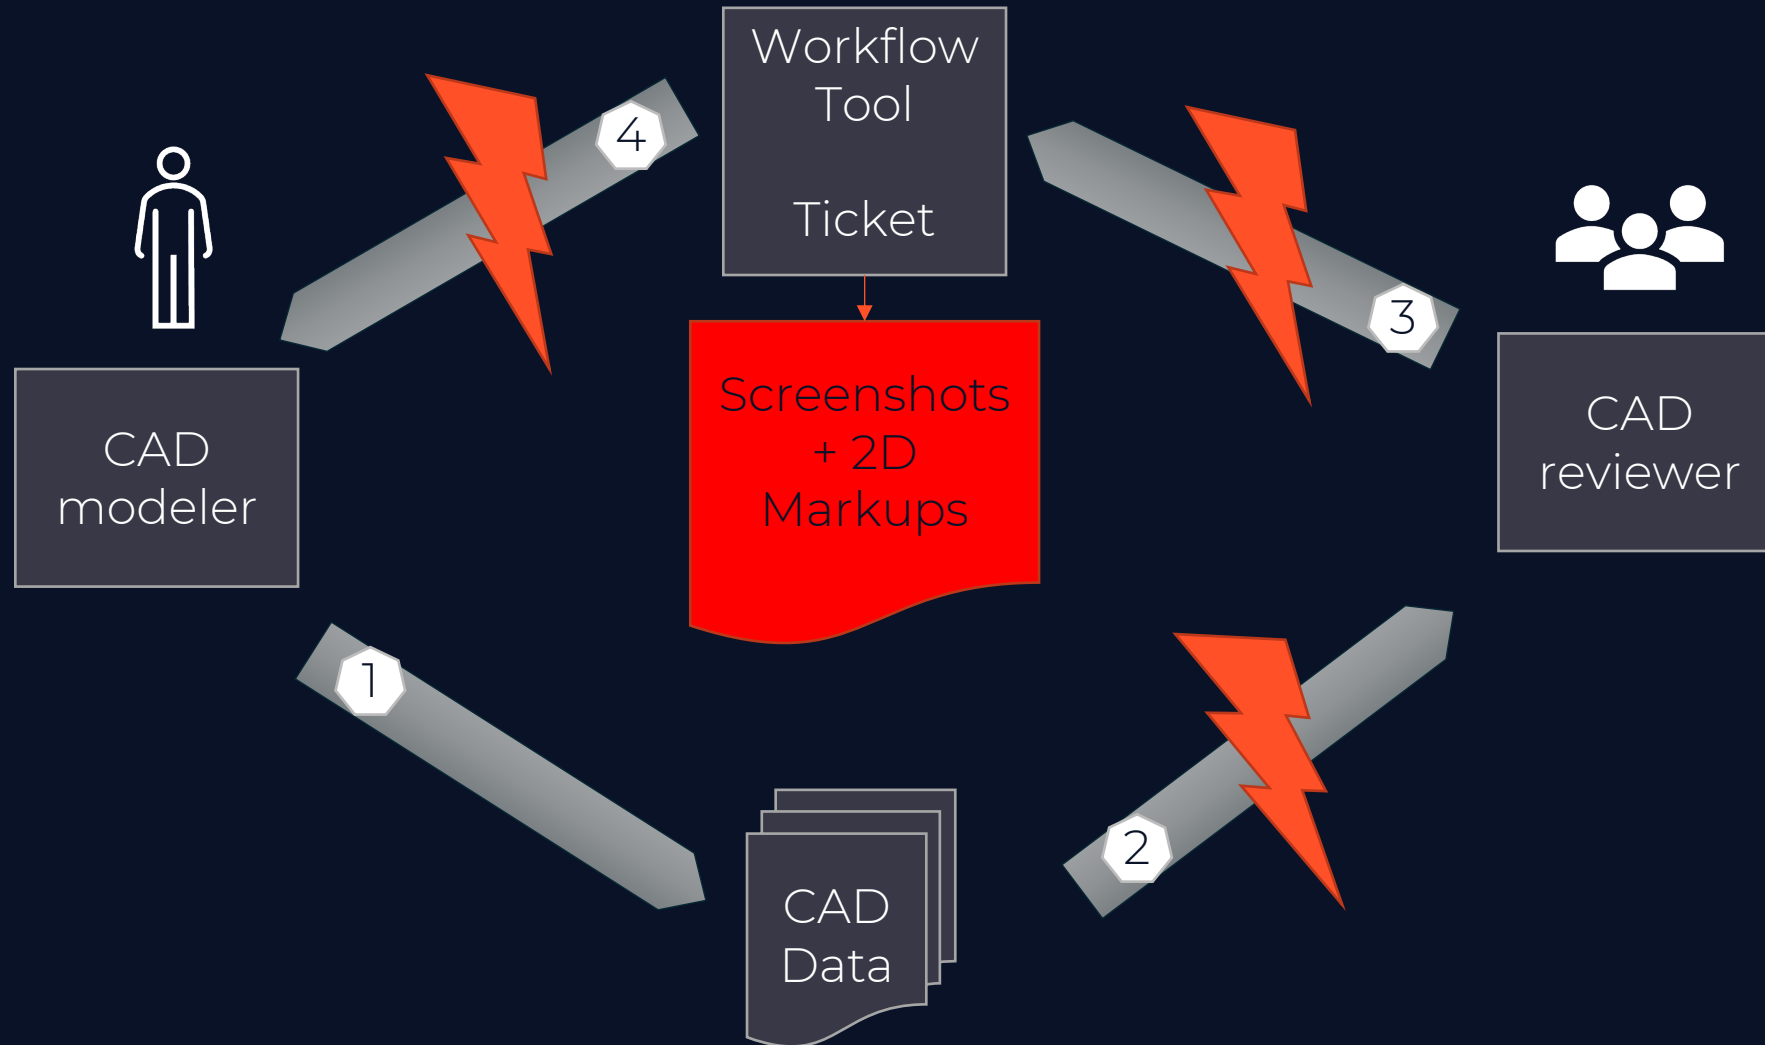 Workflow
Tool
Ticket
4
3
Screenshots
+ 2D
Markups
CAD
modeler
CAD
reviewer
1
2
CAD
Data